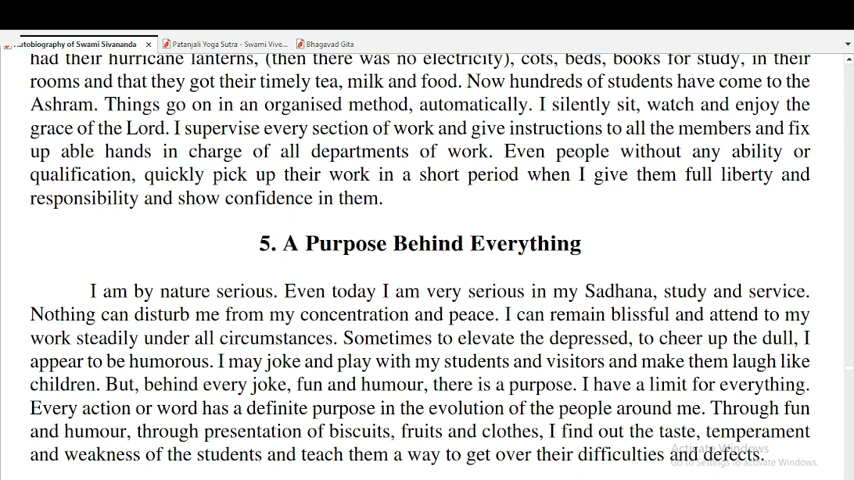 Autobiography of Swami Sivananda × Patanjali Yoga Sutra - Swami Vive... Bhagavad Gita
had their hurricane lanterns, (then there was no electricity), cots, beds, books for study, in their
rooms and that they got their timely tea, milk and food. Now hundreds of students have come to the
Ashram. Things go on in an organised method, automatically. I silently sit, watch and enjoy the
grace of the Lord. I supervise every section of work and give instructions to all the members and fix
up able hands in charge of all departments of work. Even people without any ability or
qualification, quickly pick up their work in a short period when I give them full liberty and
responsibility and show confidence in them.
5. A Purpose Behind Everything
I am by nature serious. Even today I am very serious in my Sadhana, study and service.
Nothing can disturb me from my concentration and peace. I can remain blissful and attend to my
work steadily under all circumstances. Sometimes to elevate the depressed, to cheer up the dull, I
appear to be humorous. I may joke and play with my students and visitors and make them laugh like
children. But, behind every joke, fun and humour, there is a purpose. I have a limit for everything.
Every action or word has a definite purpose in the evolution of the people around me. Through fun
and humour, through presentation of biscuits, fruits and clothes, I find out the taste, temperament
and weakness of the students and teach them a way to get over their difficulties and defects.
Activate Windows
Go to Settings to activate Windows.